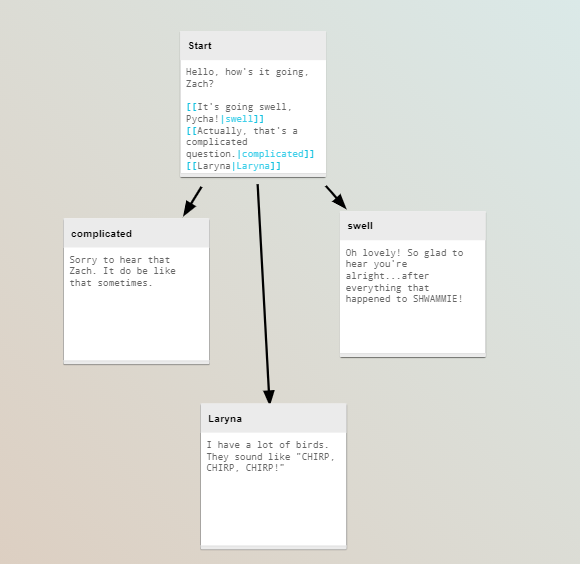 Start
Hello, how's it going,
Zach?
[[It's going swell,
Pycha!|swell]]
[[Actually, that's a
complicated
question.|complicated]]
[[Laryna|Laryna]]
complicated
Sorry to hear that
Zach. It do be like
that sometimes.
swell
Oh lovely! So glad to
hear you're
alright...after
everything that
happened to SHWAMMIE!
Laryna
I have a lot of birds.
They sound like "CHIRP,
CHIRP, CHIRP!"